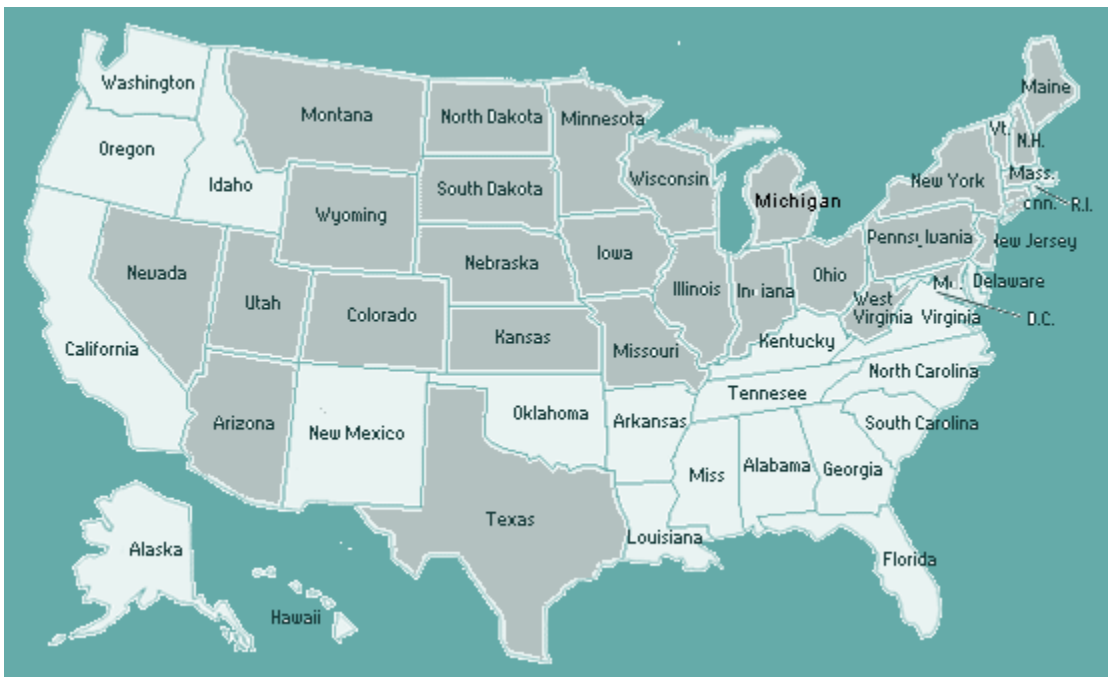 Washington
Montana
North Dakota
Minnesota
Maine
Vt.
N.H.
Oregon
Idaho
South Dakota
Wisconsin
Michigan
New York
Mass.
R.I.
Wyoming
Nevada
Utah
Nebraska
Iowa
Illinois
Indiana
Ohio
Pennsylvania
Delaware
Colorado
Kansas
Missouri
West
Virginia
Virginia
D.C.
California
Kentucky
Arizona
New Mexico
Oklahoma
Arkansas
Tennesee
North Carolina
South Carolina
Miss
Alabama
Georgia
Texas
Louisiana
Florida
Alaska
Hawaii